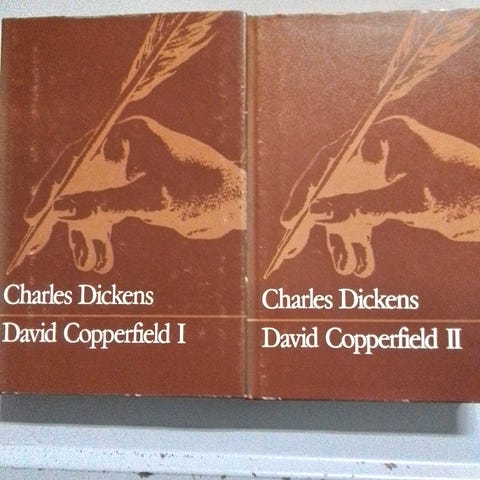 Charles Dickens
David Copperfield I
Charles Dickens
David Copperfield II